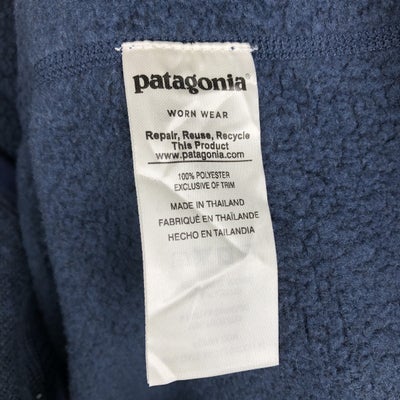 patagonia®
WORN WEAR
Repair, Reuse, Recycle
This Product
www.patagonia.com
100% POLYESTER
EXCLUSIVE OF TRIM
MADE IN THAILAND
FABRIQUÉ EN THAÏLANDE
HECHO EN TAILANDIA